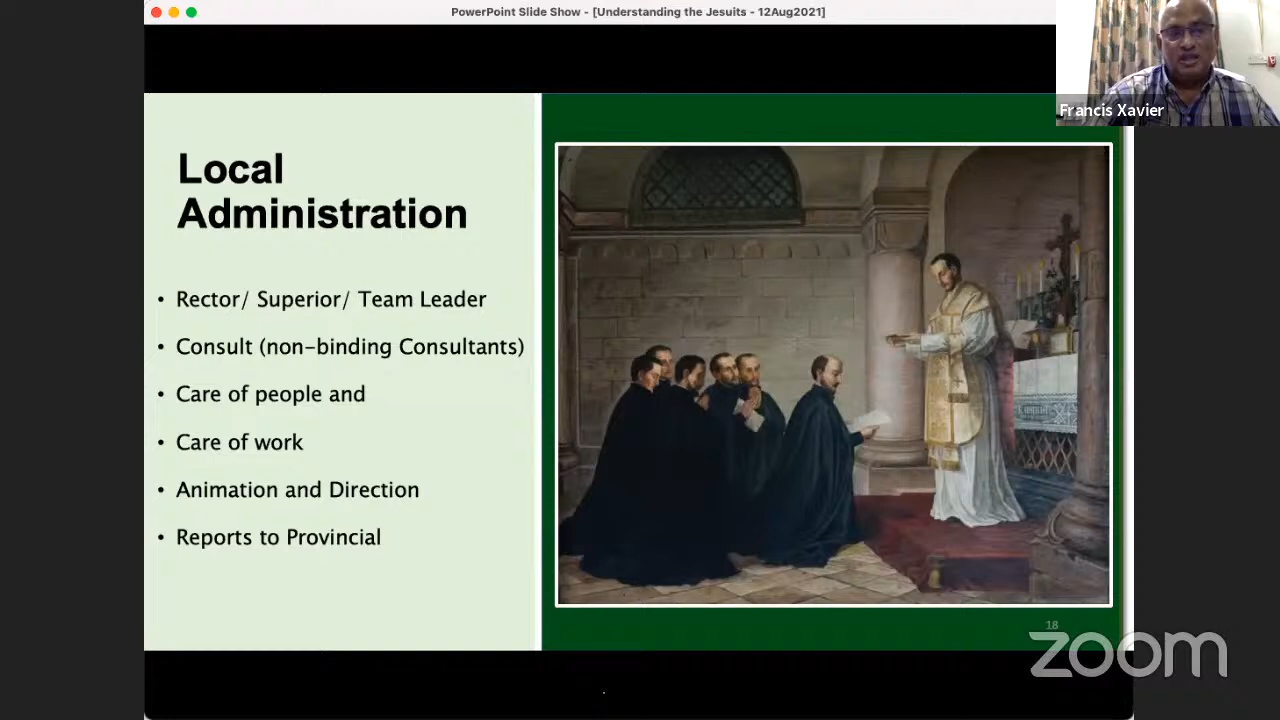 PowerPoint Slide Show - [Understanding the Jesuits - 12Aug2021]
Francis Xavier
Local
Administration
• Rector/ Superior/ Team Leader
• Consult (non-binding Consultants)
• Care of people and
• Care of work
• Animation and Direction
• Reports to Provincial
18
zoom